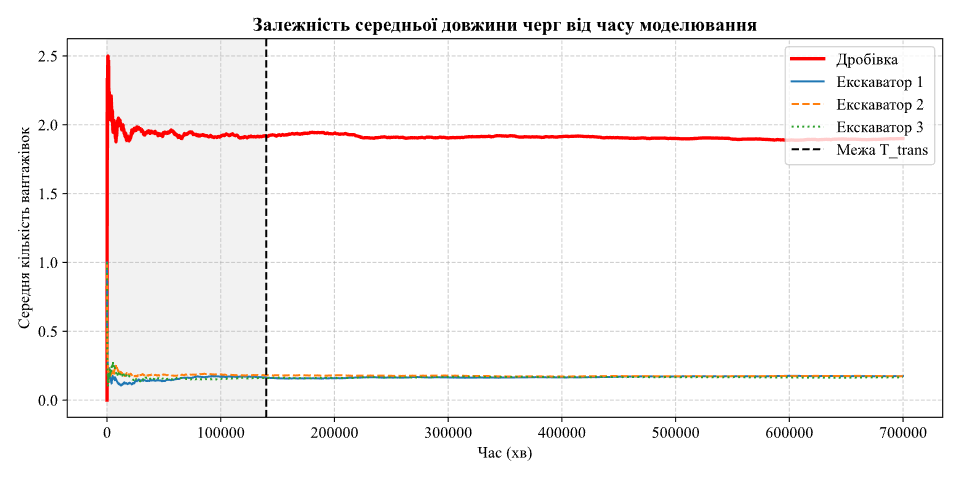 Залежність середньої довжини черг від часу моделювання
Середня кількість вантажівок
2.5
2.0
1.5
1.0
0.5
0.0
Дробівка
Екскаватор 1
Екскаватор 2
Екскаватор 3
Межа T_trans
0
100000
200000
300000
400000
500000
600000
700000
Час (хв)